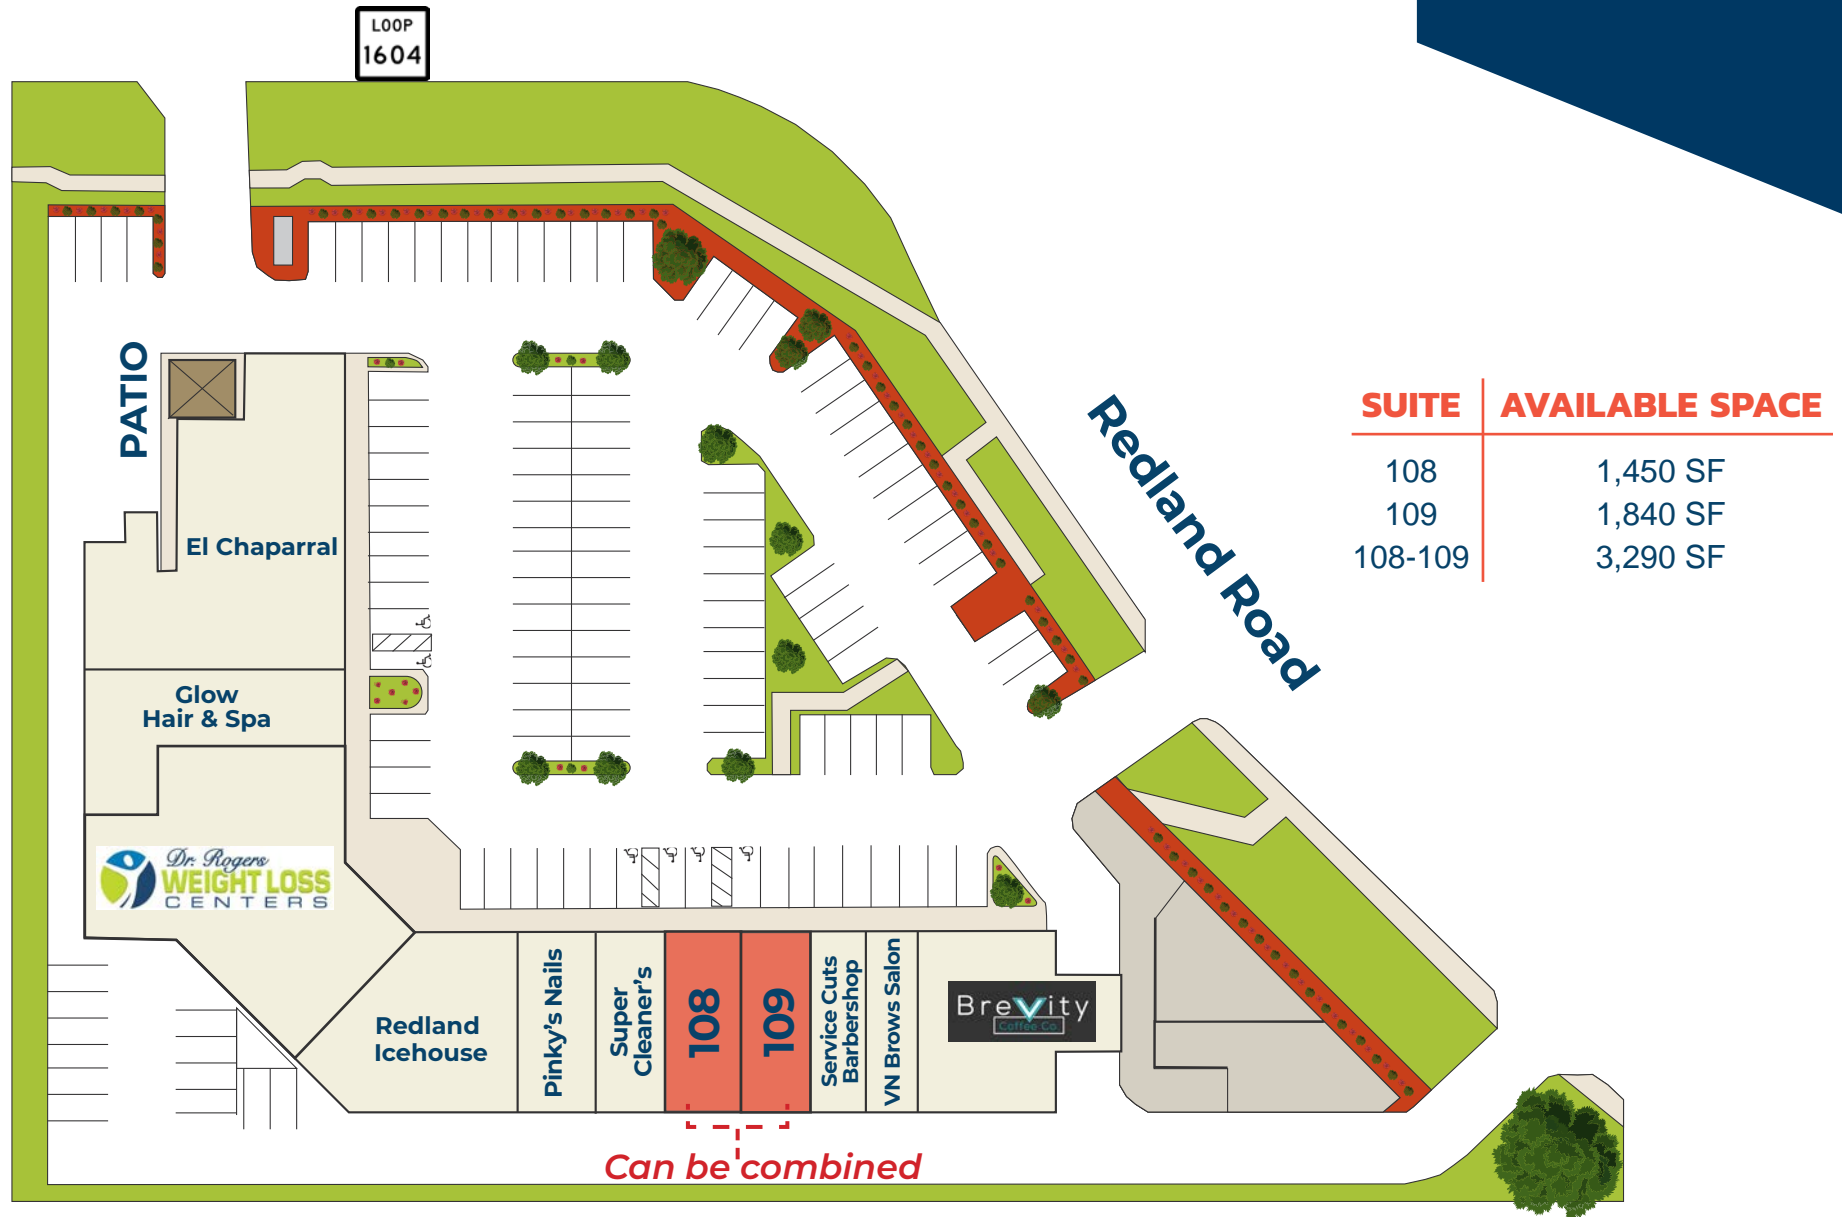 LOOP
1604
PATIO
El Chaparral
Glow
Hair & Spa
Dr. Rogers
WEIGHT LOSS
CENTERS
Redland
Icehouse
Pinky's Nails
Super
Cleaner's
108
109
Service Cuts
Barbershop
VN Brows Salon
Brevity
Coffee Co
Can be combined
Redland Road
SUITE AVAILABLE SPACE
108 1,450 SF
109 1,840 SF
108-109 3,290 SF